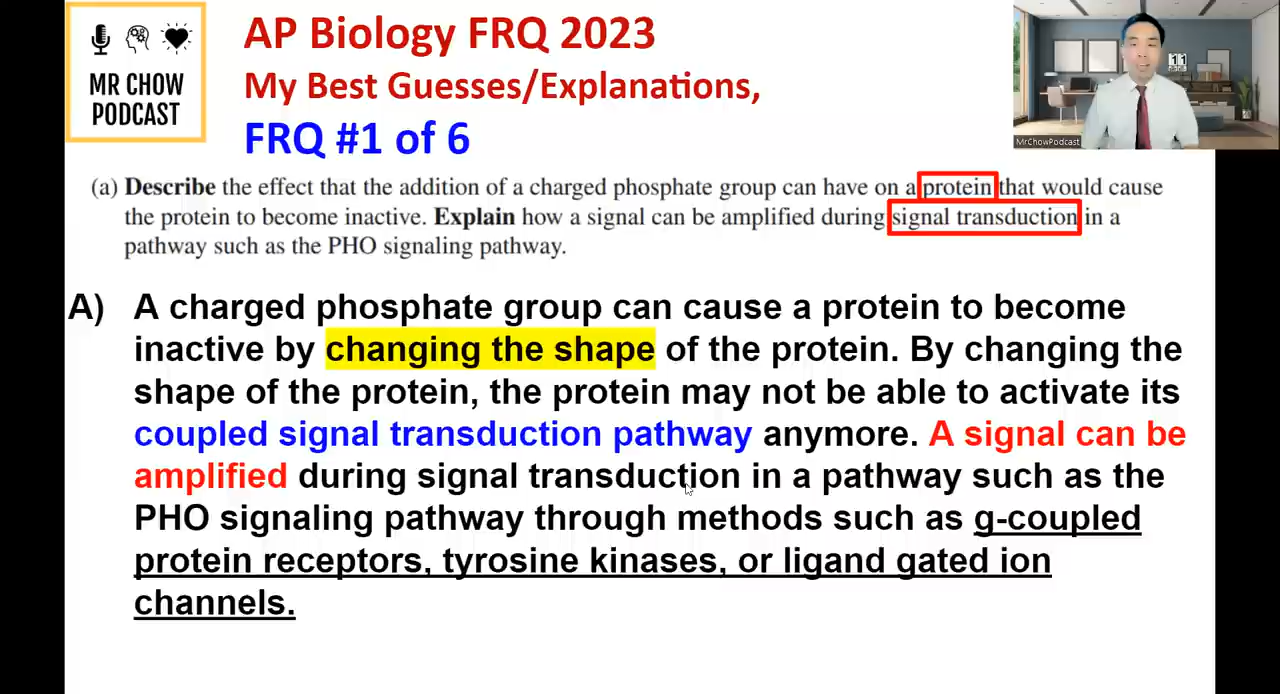 MR CHOW
PODCAST
AP Biology FRQ 2023
My Best Guesses/Explanations,
FRQ #1 of 6
11
MrChowPodcast
(a) Describe the effect that the addition of a charged phosphate group can have on a protein that would cause
the protein to become inactive. Explain how a signal can be amplified during signal transduction in a
pathway such as the PHO signaling pathway.
A) A charged phosphate group can cause a protein to become
inactive by changing the shape of the protein. By changing the
shape of the protein, the protein may not be able to activate its
coupled signal transduction pathway anymore. A signal can be
amplified during signal transduction in a pathway such as the
PHO signaling pathway through methods such as g-coupled
protein receptors, tyrosine kinases, or ligand gated ion
channels.